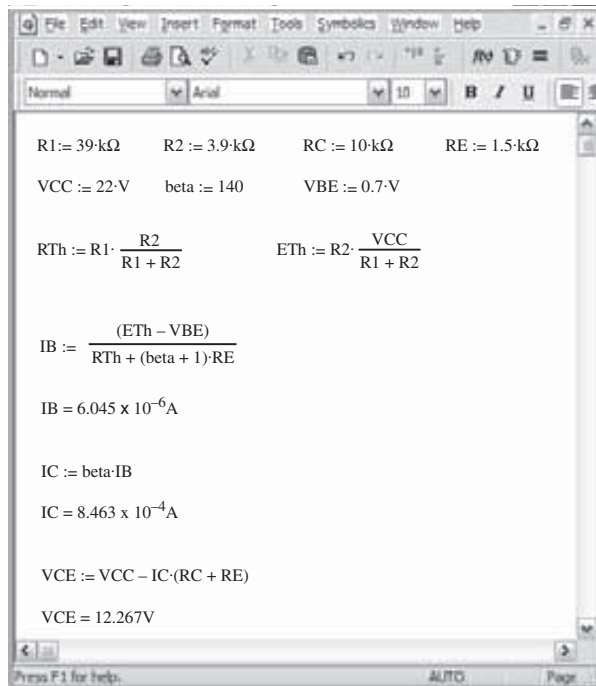 File Edit View Insert Format Tools Symbolics Window Help
Normal Arial 10 B I U
R1:= 39·kΩ R2 := 3.9·kΩ RC := 10·kΩ RE := 1.5·kΩ
VCC := 22·V beta := 140 VBE := 0.7·V
RTh := R1· R2 / R1 + R2 ETh := R2· VCC / R1 + R2
IB := (ETh – VBE) / RTh + (beta + 1)·RE
IB = 6.045 x 10⁻⁶A
IC := beta·IB
IC = 8.463 x 10⁻⁴A
VCE := VCC – IC·(RC + RE)
VCE = 12.267V
Press F1 for help. AUTO Page